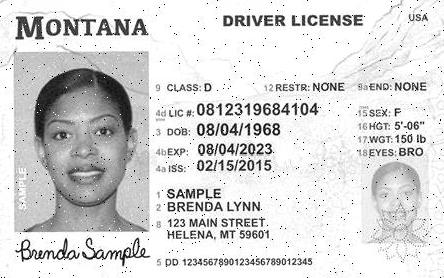 MONTANA DRIVER LICENSE USA
9 CLASS: D 12 RESTR: NONE 9a END: NONE
4d LIC #: 0812319684104 15 SEX: F
3 DOB: 08/04/1968 16 HGT: 5'-06"
4b EXP: 08/04/2023 17 WGT: 150 lb
4a ISS: 02/15/2015 18 EYES: BRO
1 SAMPLE
2 BRENDA LYNN
8 123 MAIN STREET
HELENA, MT 59601
5 DD 1234567890123456789012345
SAMPLE
Brenda Sample